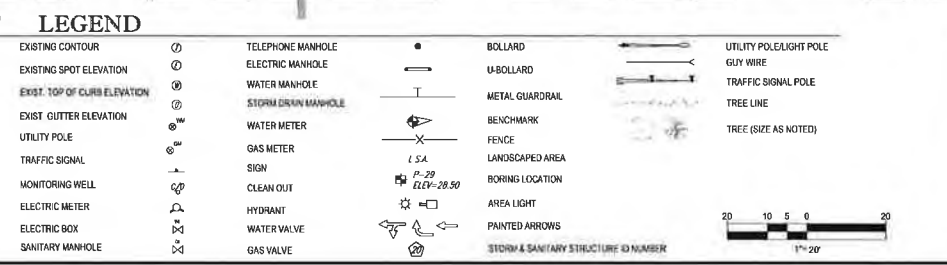 LEGEND
EXISTING CONTOUR
EXISTING SPOT ELEVATION
EXIST. TOP OF CURB ELEVATION
EXIST GUTTER ELEVATION
UTILITY POLE
TRAFFIC SIGNAL
MONITORING WELL
ELECTRIC METER
ELECTRIC BOX
SANITARY MANHOLE
TELEPHONE MANHOLE
ELECTRIC MANHOLE
WATER MANHOLE
STORM DRAIN MANHOLE
WATER METER
GAS METER
SIGN
CLEAN OUT
HYDRANT
WATER VALVE
GAS VALVE
L.S.A.
P-29
ELEV=28.50
20
BOLLARD
U-BOLLARD
METAL GUARDRAIL
BENCHMARK
FENCE
LANDSCAPED AREA
BORING LOCATION
AREA LIGHT
PAINTED ARROWS
STORM & SANITARY STRUCTURE ID NUMBER
UTILITY POLE/LIGHT POLE
GUY WIRE
TRAFFIC SIGNAL POLE
TREE LINE
TREE (SIZE AS NOTED)
20 10 5 0 20
1"= 20'